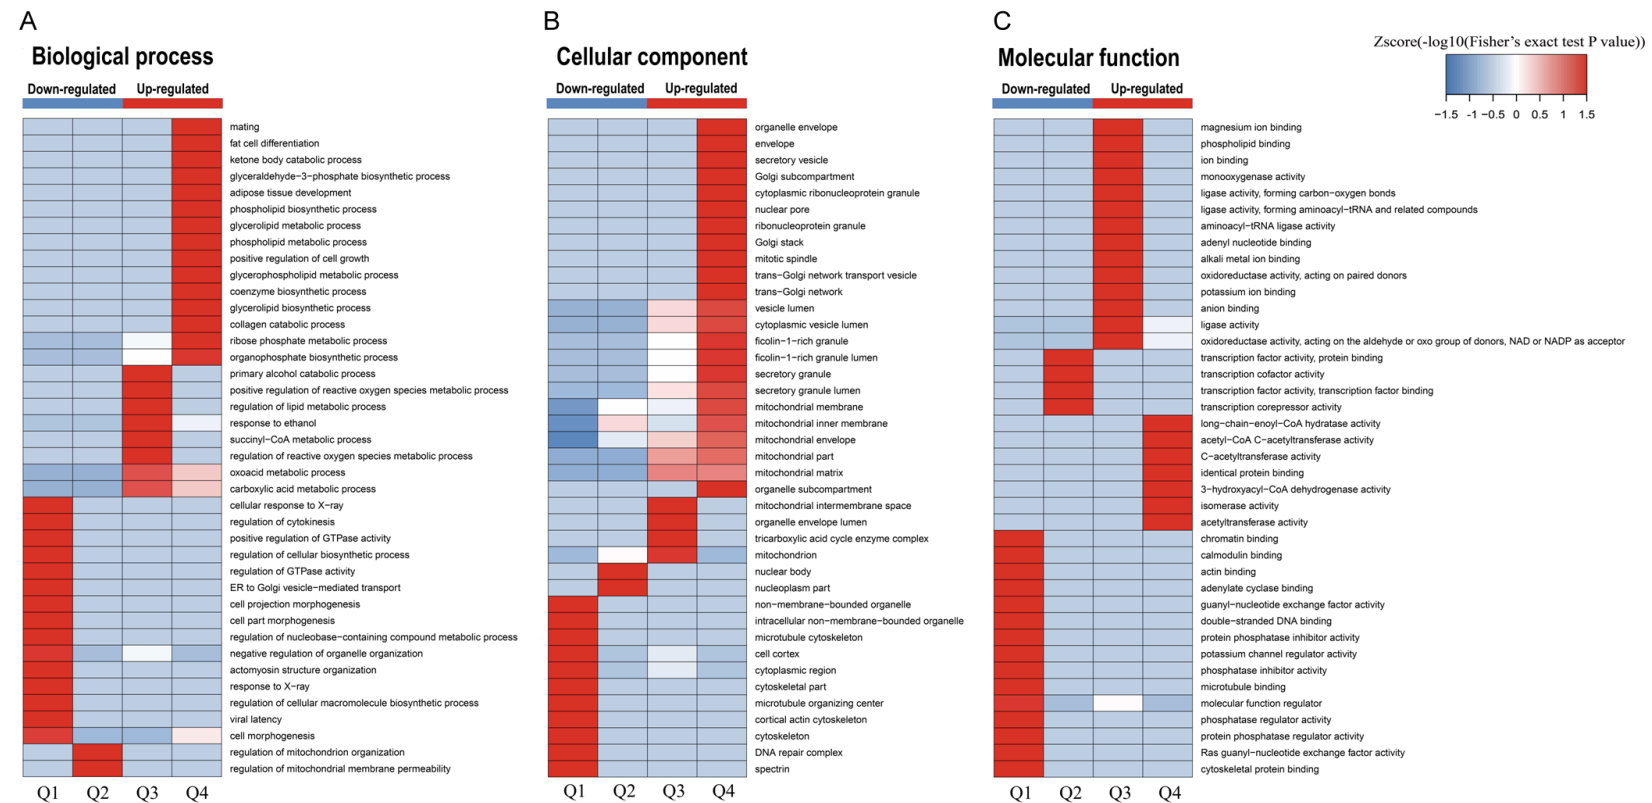 A
Biological process
Down-regulated Up-regulated
mating
fat cell differentiation
ketone body catabolic process
glyceraldehyde−3−phosphate biosynthetic process
adipose tissue development
phospholipid biosynthetic process
glycerolipid metabolic process
phospholipid metabolic process
positive regulation of cell growth
glycerophospholipid metabolic process
coenzyme biosynthetic process
glycerolipid biosynthetic process
collagen catabolic process
ribose phosphate metabolic process
organophosphate biosynthetic process
primary alcohol catabolic process
positive regulation of reactive oxygen species metabolic process
regulation of lipid metabolic process
response to ethanol
succinyl−CoA metabolic process
regulation of reactive oxygen species metabolic process
oxoacid metabolic process
carboxylic acid metabolic process
cellular response to X−ray
regulation of cytokinesis
positive regulation of GTPase activity
regulation of cellular biosynthetic process
regulation of GTPase activity
ER to Golgi vesicle−mediated transport
cell projection morphogenesis
cell part morphogenesis
regulation of nucleobase−containing compound metabolic process
negative regulation of organelle organization
actomyosin structure organization
response to X−ray
regulation of cellular macromolecule biosynthetic process
viral latency
cell morphogenesis
regulation of mitochondrion organization
regulation of mitochondrial membrane permeability
Q1 Q2 Q3 Q4
B
Cellular component
Down-regulated Up-regulated
organelle envelope
envelope
secretory vesicle
Golgi subcompartment
cytoplasmic ribonucleoprotein granule
nuclear pore
ribonucleoprotein granule
Golgi stack
mitotic spindle
trans−Golgi network transport vesicle
trans−Golgi network
vesicle lumen
cytoplasmic vesicle lumen
ficolin−1−rich granule
ficolin−1−rich granule lumen
secretory granule
secretory granule lumen
mitochondrial membrane
mitochondrial inner membrane
mitochondrial envelope
mitochondrial part
mitochondrial matrix
organelle subcompartment
mitochondrial intermembrane space
organelle envelope lumen
tricarboxylic acid cycle enzyme complex
mitochondrion
nuclear body
nucleoplasm part
non−membrane−bounded organelle
intracellular non−membrane−bounded organelle
microtubule cytoskeleton
cell cortex
cytoplasmic region
cytoskeletal part
microtubule organizing center
cortical actin cytoskeleton
cytoskeleton
DNA repair complex
spectrin
Q1 Q2 Q3 Q4
C
Molecular function
Down-regulated Up-regulated
magnesium ion binding
phospholipid binding
ion binding
monooxygenase activity
ligase activity, forming carbon−oxygen bonds
ligase activity, forming aminoacyl−tRNA and related compounds
aminoacyl−tRNA ligase activity
adenyl nucleotide binding
alkali metal ion binding
oxidoreductase activity, acting on paired donors
potassium ion binding
anion binding
ligase activity
oxidoreductase activity, acting on the aldehyde or oxo group of donors, NAD or NADP as acceptor
transcription factor activity, protein binding
transcription cofactor activity
transcription factor activity, transcription factor binding
transcription corepressor activity
long−chain−enoyl−CoA hydratase activity
acetyl−CoA C−acetyltransferase activity
C−acetyltransferase activity
identical protein binding
3−hydroxyacyl−CoA dehydrogenase activity
isomerase activity
acetyltransferase activity
chromatin binding
calmodulin binding
actin binding
adenylate cyclase binding
guanyl−nucleotide exchange factor activity
double−stranded DNA binding
protein phosphatase inhibitor activity
potassium channel regulator activity
phosphatase inhibitor activity
microtubule binding
molecular function regulator
phosphatase regulator activity
protein phosphatase regulator activity
Ras guanyl−nucleotide exchange factor activity
cytoskeletal protein binding
Q1 Q2 Q3 Q4
Zscore(-log10(Fisher's exact test P value))
−1.5 −1 −0.5 0 0.5 1 1.5